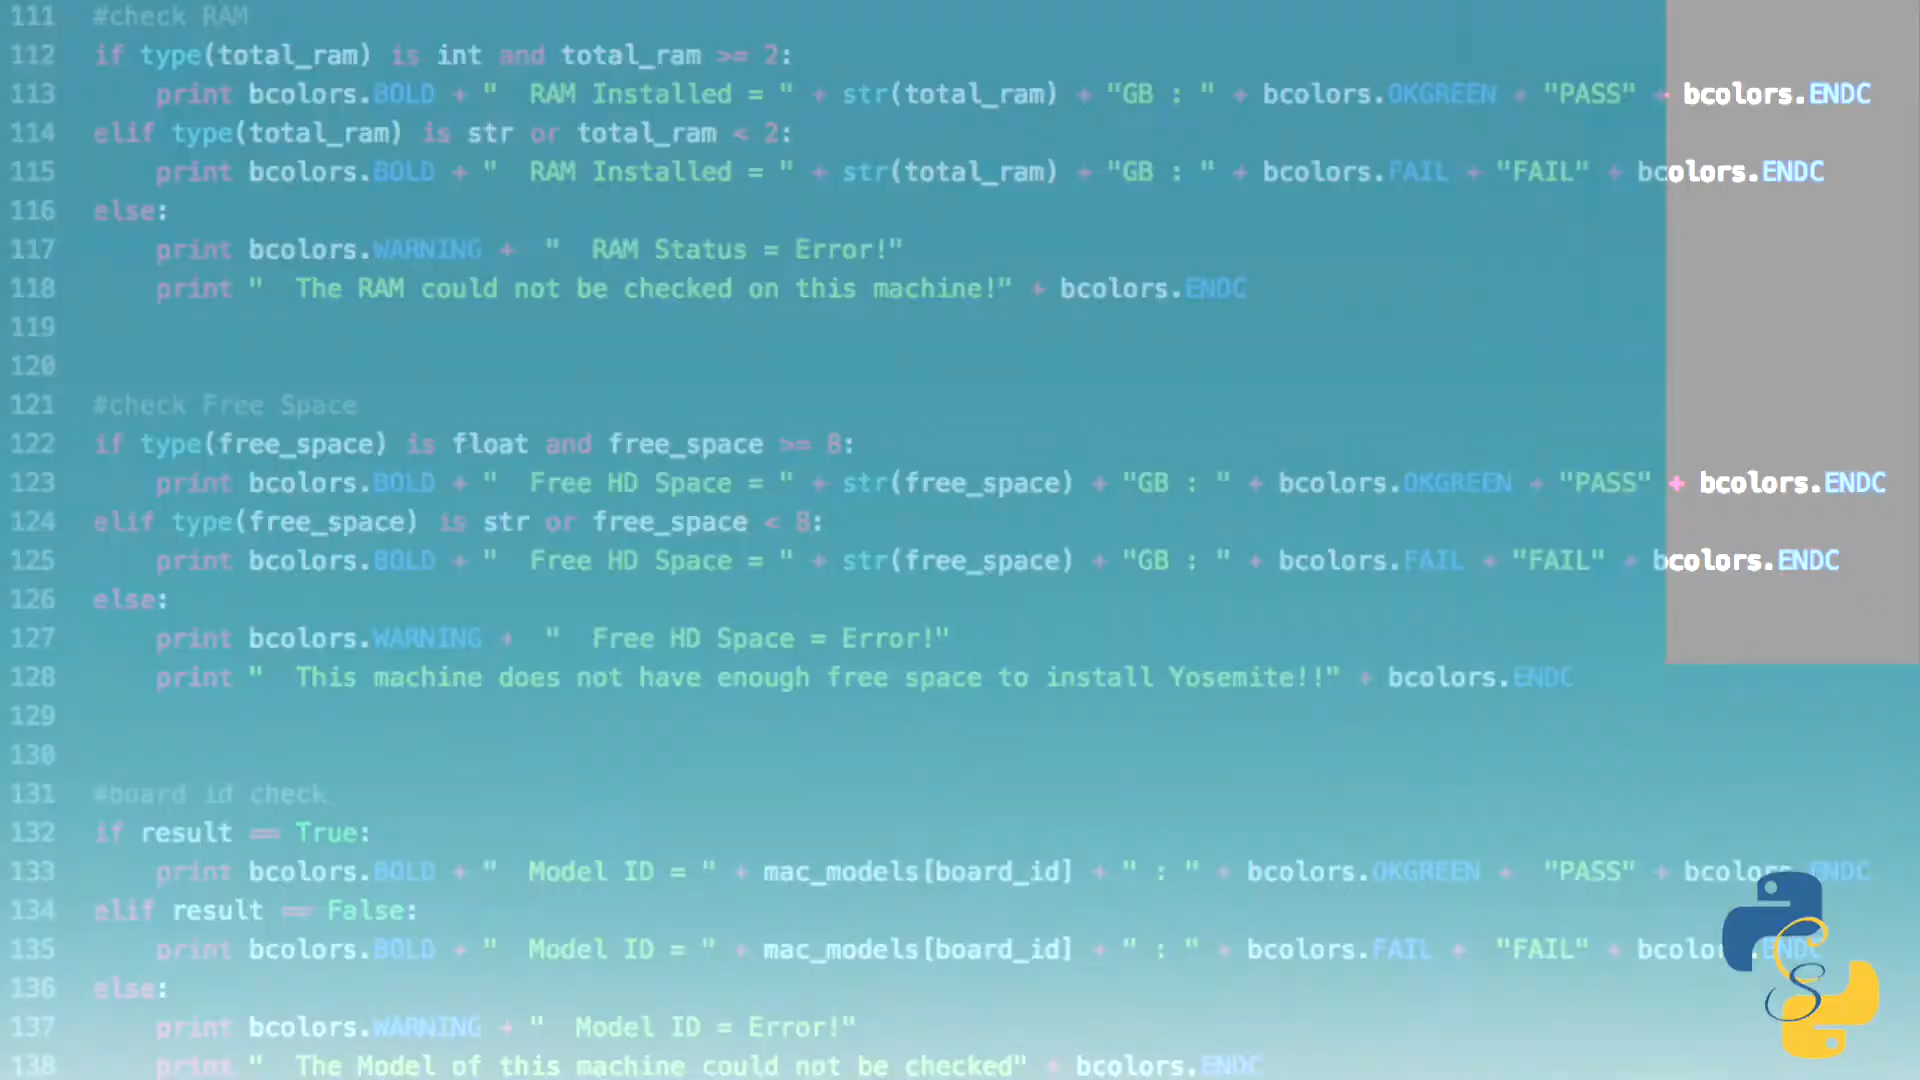 111 #check RAM
112 if type(total_ram) is int and total_ram >= 2:
113 print bcolors.BOLD + "  RAM Installed = " + str(total_ram) + "GB : " + bcolors.OKGREEN + "PASS" + bcolors.ENDC
114 elif type(total_ram) is str or total_ram < 2:
115 print bcolors.BOLD + "  RAM Installed = " + str(total_ram) + "GB : " + bcolors.FAIL + "FAIL" + bcolors.ENDC
116 else:
117 print bcolors.WARNING +  "  RAM Status = Error!"
118 print "  The RAM could not be checked on this machine!" + bcolors.ENDC
119
120
121 #check Free Space
122 if type(free_space) is float and free_space >= 8:
123 print bcolors.BOLD + "  Free HD Space = " + str(free_space) + "GB : " + bcolors.OKGREEN + "PASS" + bcolors.ENDC
124 elif type(free_space) is str or free_space < 8:
125 print bcolors.BOLD + "  Free HD Space = " + str(free_space) + "GB : " + bcolors.FAIL + "FAIL" + bcolors.ENDC
126 else:
127 print bcolors.WARNING +  "  Free HD Space = Error!"
128 print "  This machine does not have enough free space to install Yosemite!!" + bcolors.ENDC
129
130
131 #board id check
132 if result == True:
133 print bcolors.BOLD + "  Model ID = " + mac_models[board_id] + " : " + bcolors.OKGREEN +  "PASS" + bcolors.ENDC
134 elif result == False:
135 print bcolors.BOLD + "  Model ID = " + mac_models[board_id] + " : " + bcolors.FAIL +  "FAIL" + bcolors.ENDC
136 else:
137 print bcolors.WARNING + "  Model ID = Error!"
138 print "  The Model of this machine could not be checked" + bcolors.ENDC